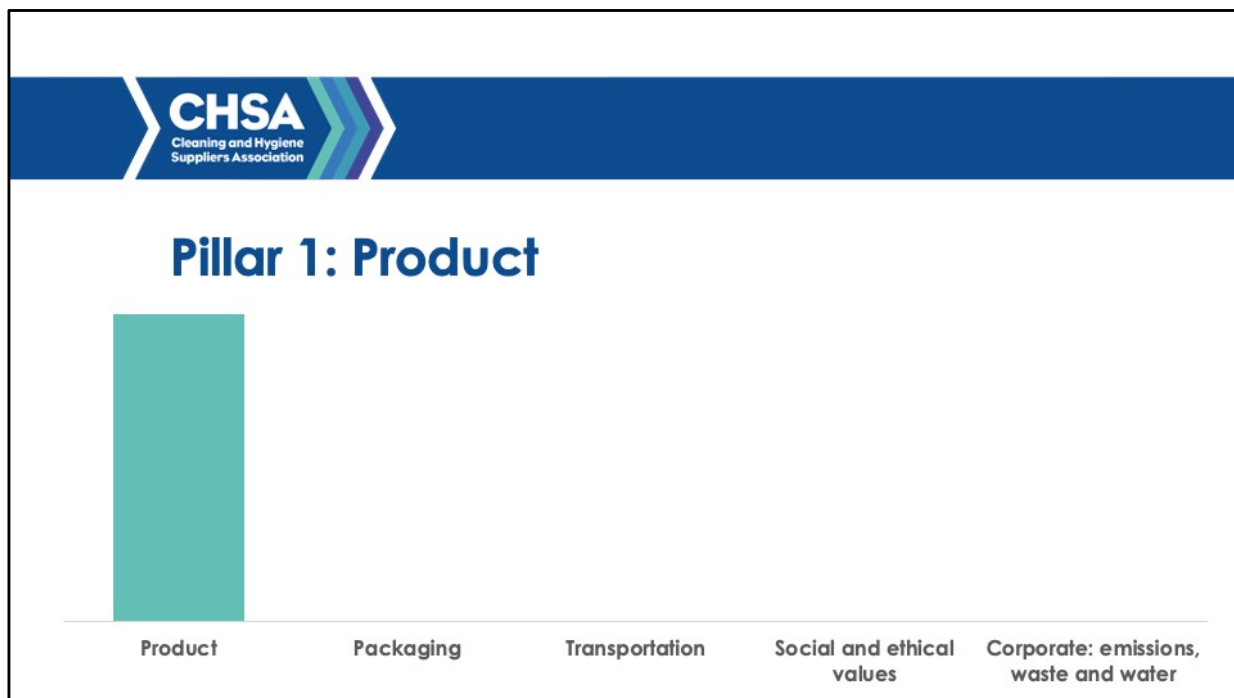 CHSA
Cleaning and Hygiene
Suppliers Association
Pillar 1: Product
Product
Packaging
Transportation
Social and ethical
values
Corporate: emissions,
waste and water